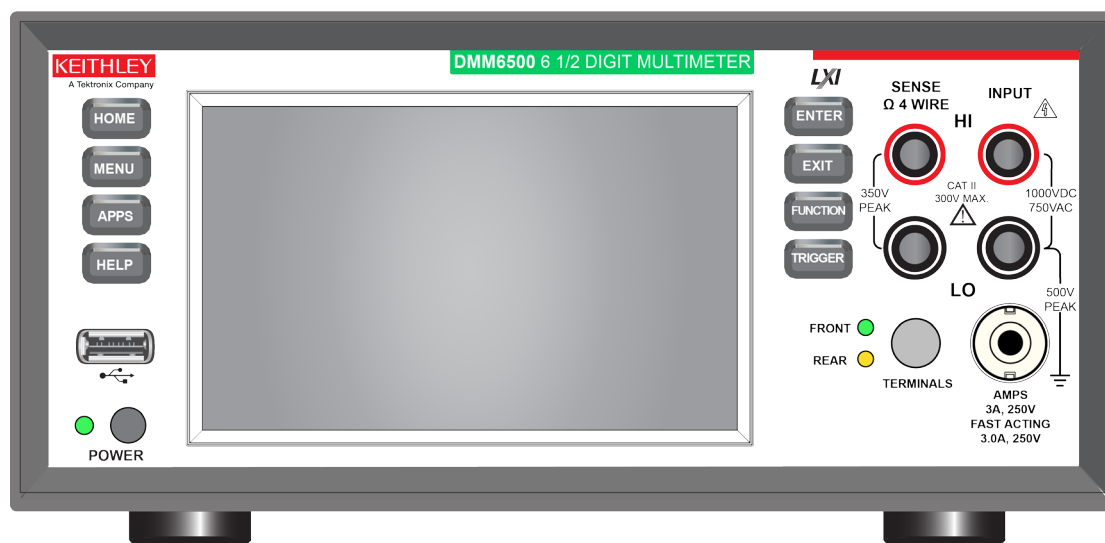 KEITHLEY
A Tektronix Company
DMM6500 6 1/2 DIGIT MULTIMETER
LXI
HOME
MENU
APPS
HELP
POWER
ENTER
EXIT
FUNCTION
TRIGGER
SENSE
Ω 4 WIRE
INPUT
HI
350V
PEAK
CAT II
300V MAX.
1000VDC
750VAC
LO
500V
PEAK
FRONT
REAR
TERMINALS
AMPS
3A, 250V
FAST ACTING
3.0A, 250V